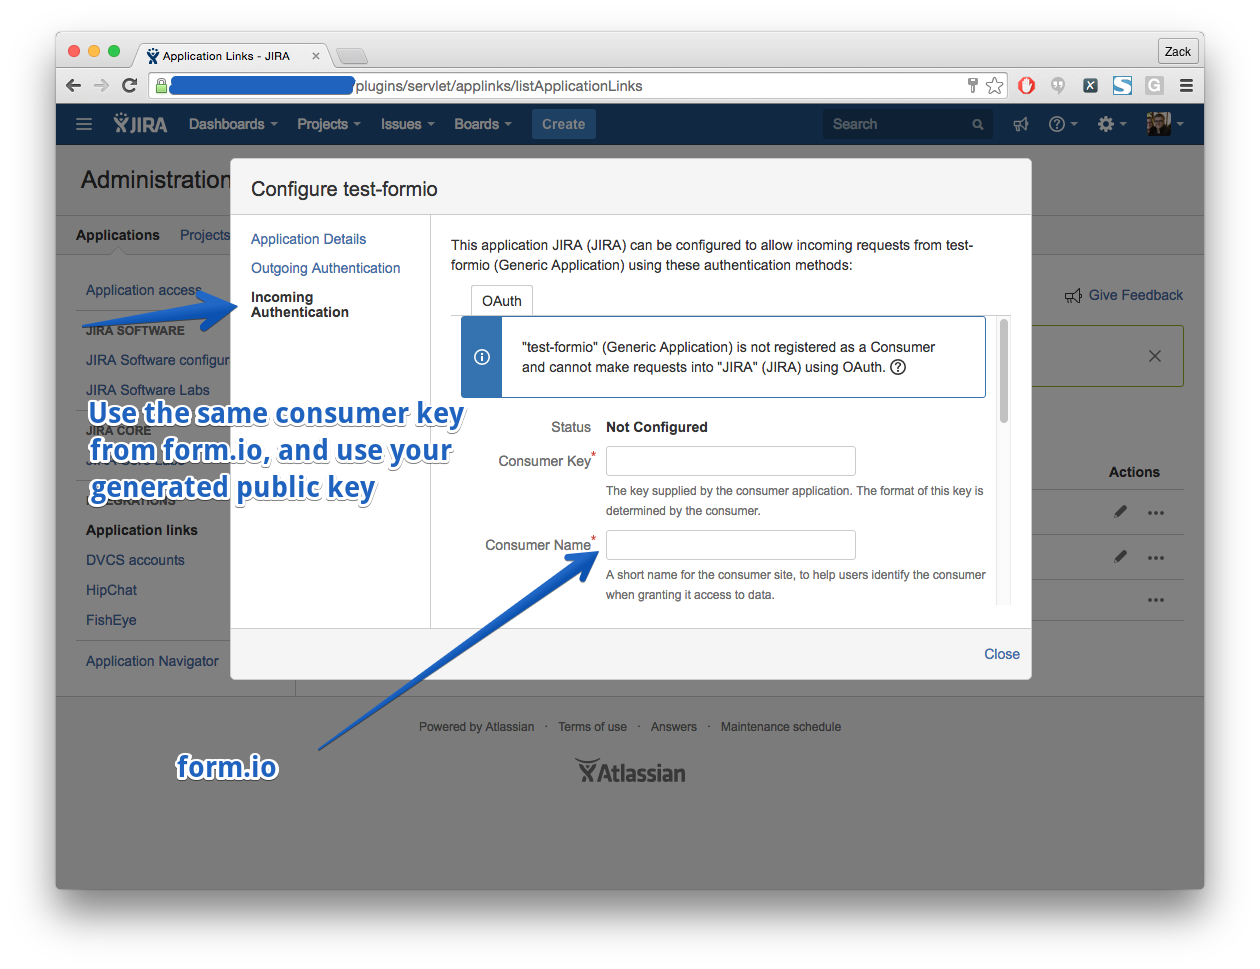 Application Links - JIRA
Zack
plugins/servlet/applinks/listApplicationLinks
JIRA Dashboards Projects Issues Boards Create Search
Administration
Configure test-formio
Applications Projects
Application Details
Outgoing Authentication
Incoming
Authentication
This application JIRA (JIRA) can be configured to allow incoming requests from test-
formio (Generic Application) using these authentication methods:
OAuth
"test-formio" (Generic Application) is not registered as a Consumer
and cannot make requests into "JIRA" (JIRA) using OAuth.
Status Not Configured
Consumer Key*
The key supplied by the consumer application. The format of this key is
determined by the consumer.
Consumer Name*
A short name for the consumer site, to help users identify the consumer
when granting it access to data.
Close
Application access
JIRA SOFTWARE
JIRA Software configur
JIRA Software Labs
JIRA CORE
Use the same consumer key
from form.io, and use your
generated public key
Application links
DVCS accounts
HipChat
FishEye
Application Navigator
Give Feedback
Actions
form.io
Powered by Atlassian · Terms of use · Answers · Maintenance schedule
Atlassian